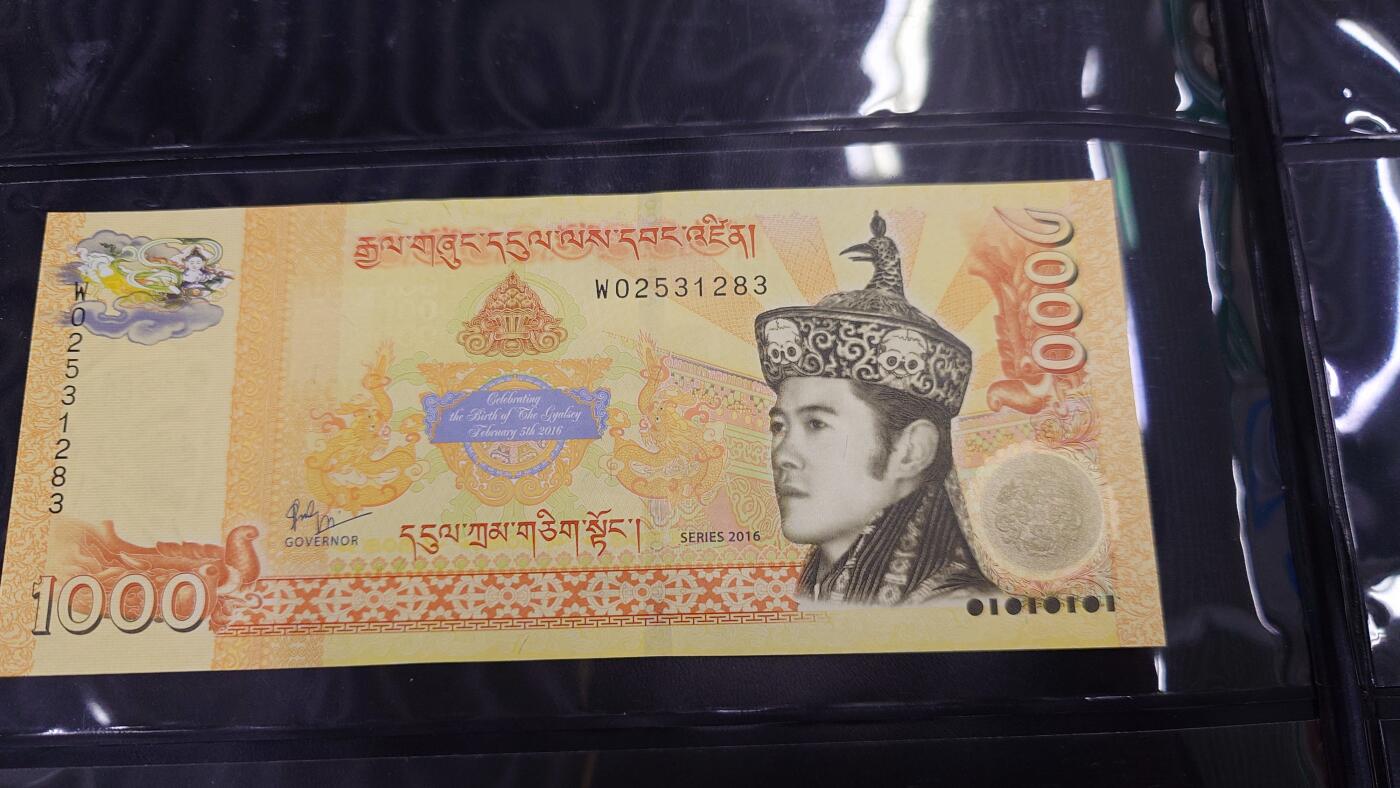 རྒྱལ་གཞུང་དངུལ་ལས་དབང་འཛིན།
W02531283
1000
W02531283
Celebrating
the Birth of The Gyalsey
February 5th 2016
GOVERNOR
དངུལ་ཀྲམ་གཅིག་སྟོང་།
SERIES 2016
1000